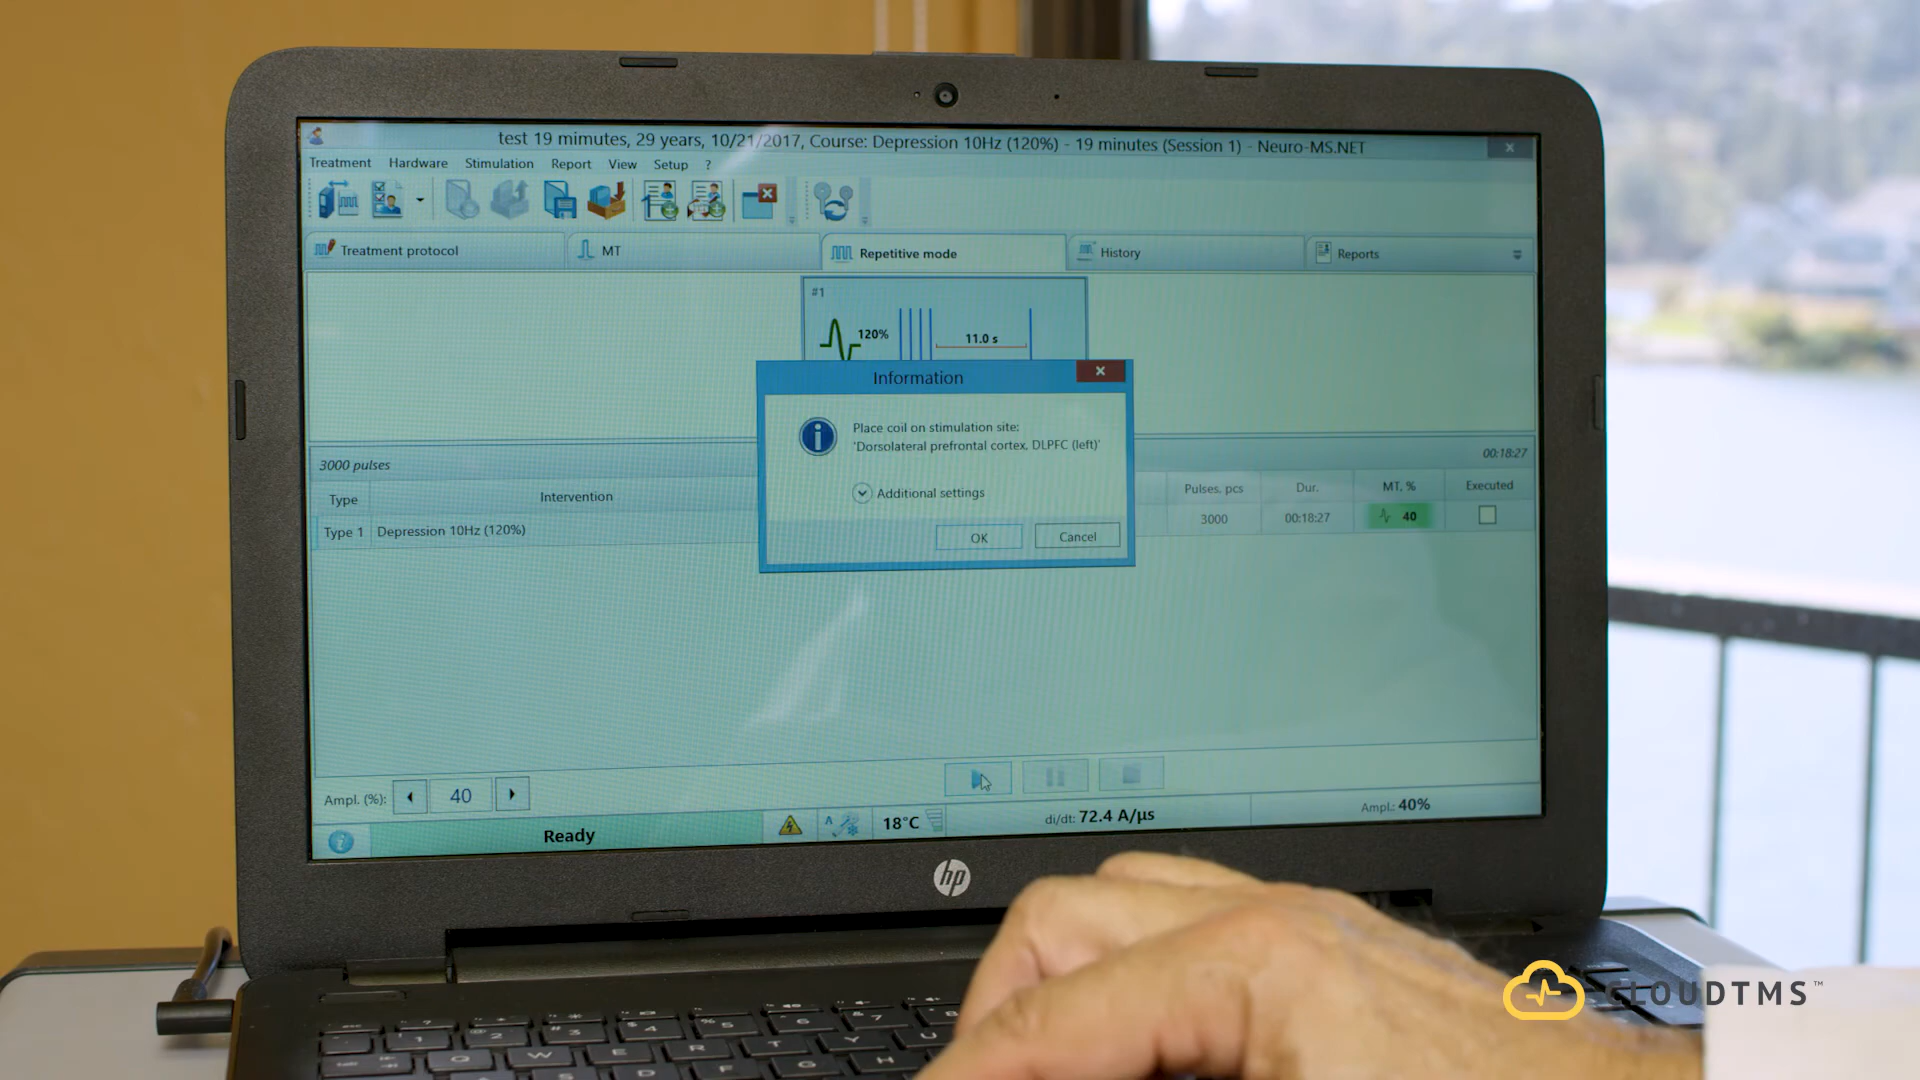 test 19 mimutes, 29 years, 10/21/2017, Course: Depression 10Hz (120%) - 19 minutes (Session 1) - Neuro-MS.NET
Treatment Hardware Stimulation Report View Setup ?
Treatment protocol MT Repetitive mode History Reports
#1
120% 11.0 s
Information
Place coil on stimulation site:
'Dorsolateral prefrontal cortex, DLPFC (left)'
Additional settings
OK Cancel
3000 pulses 00:18:27
Type Intervention Pulses, pcs Dur. MT, % Executed
Type 1 Depression 10Hz (120%) 3000 00:18:27 40
Ampl. (%): 40
Ready 18°C di/dt: 72.4 A/µs Ampl.: 40%
hp
CLOUDTMS™
Q W E R T Y U
D F G H